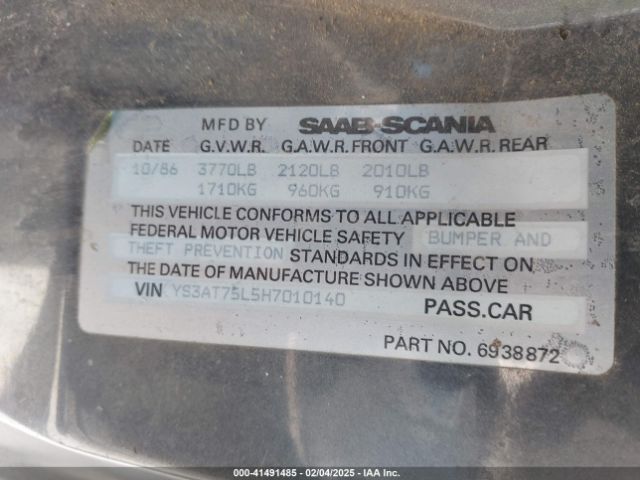 MFD BY SAAB-SCANIA
DATE G.V.W.R. G.A.W.R. FRONT G.A.W.R. REAR
10/86 3770LB 2120LB 2010LB
1710KG 960KG 910KG
THIS VEHICLE CONFORMS TO ALL APPLICABLE
FEDERAL MOTOR VEHICLE SAFETY BUMPER AND
THEFT PREVENTION STANDARDS IN EFFECT ON
THE DATE OF MANUFACTURE SHOWN ABOVE
VIN YS3AT75L5H7010140
PASS.CAR
PART NO. 6938872
000-41491485 - 02/04/2025 - IAA Inc.